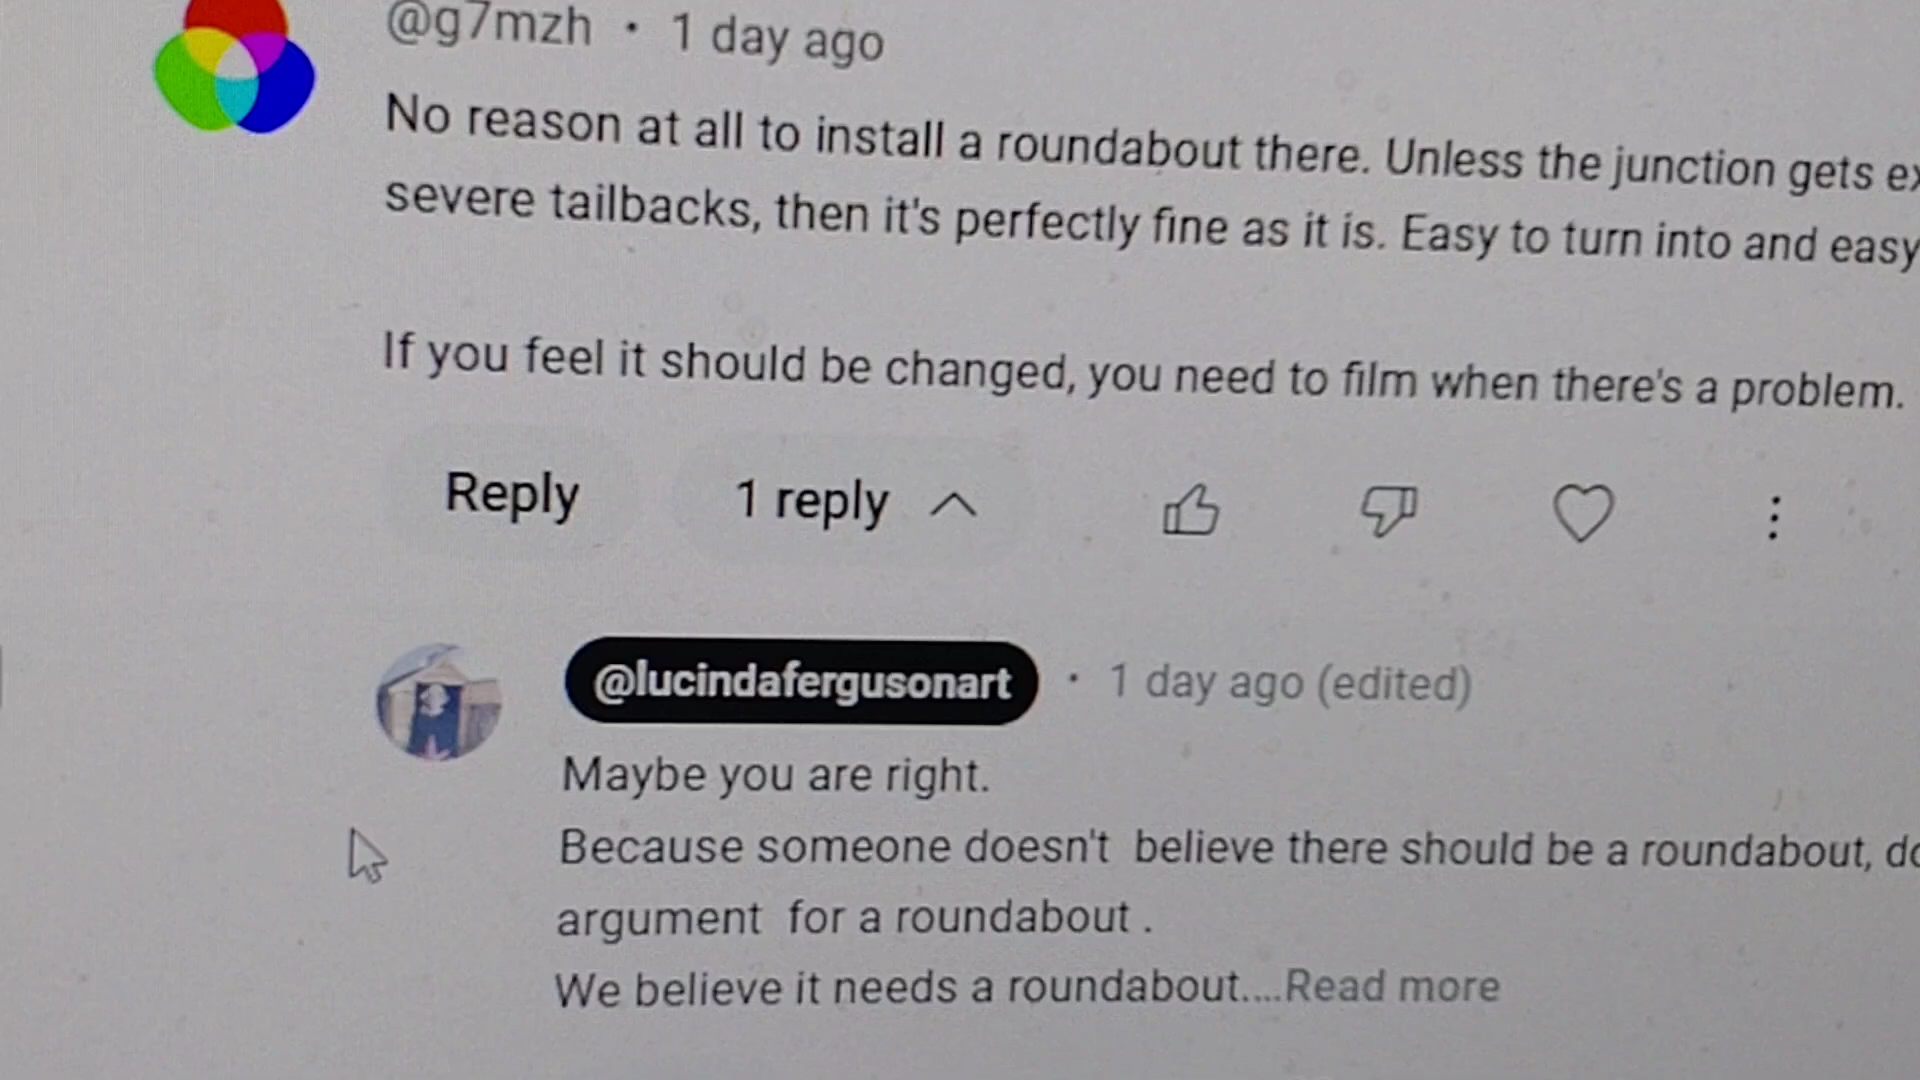 @g7mzh · 1 day ago
No reason at all to install a roundabout there. Unless the junction gets
severe tailbacks, then it's perfectly fine as it is. Easy to turn into and easy
If you feel it should be changed, you need to film when there's a problem.
Reply 1 reply
@lucindafergusonart · 1 day ago (edited)
Maybe you are right.
Because someone doesn't believe there should be a roundabout,
argument for a roundabout .
We believe it needs a roundabout....Read more